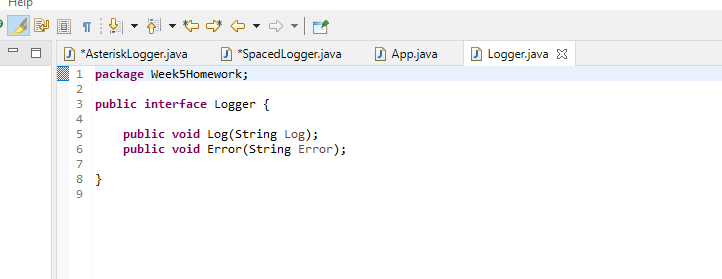 Help
*AsteriskLogger.java *SpacedLogger.java App.java Logger.java
1 package Week5Homework;
2
3 public interface Logger {
4
5 public void Log(String Log);
6 public void Error(String Error);
7
8 }
9